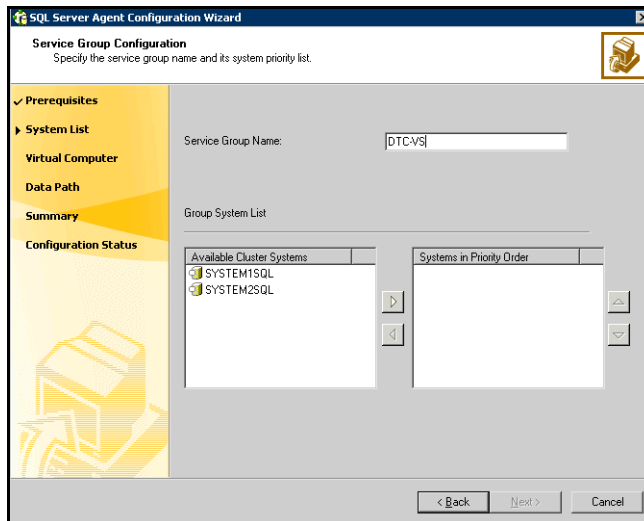 SQL Server Agent Configuration Wizard
Service Group Configuration
Specify the service group name and its system priority list.
Prerequisites
System List
Virtual Computer
Data Path
Summary
Configuration Status
Service Group Name:
DTC-VS
Group System List
Available Cluster Systems
SYSTEM1SQL
SYSTEM2SQL
Systems in Priority Order
< Back
Next >
Cancel